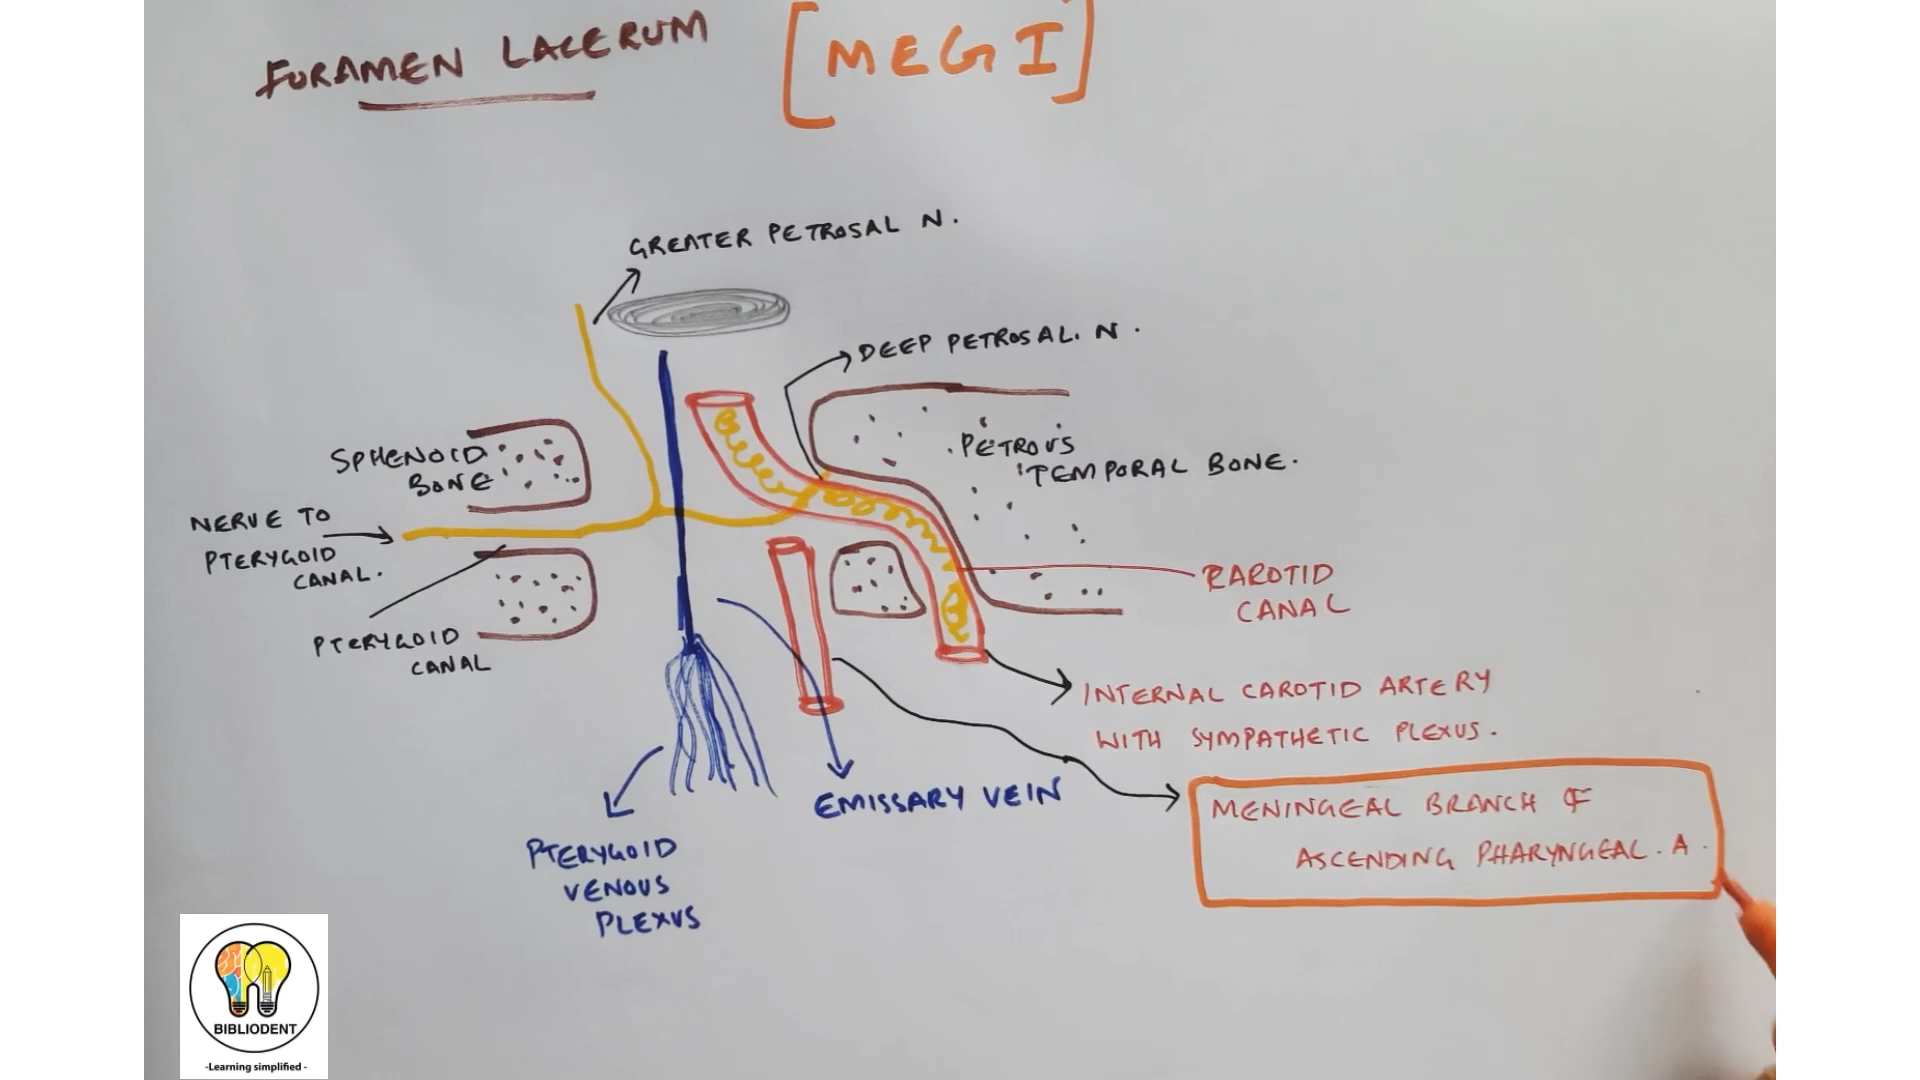 FORAMEN LACERUM [MEGI]
GREATER PETROSAL N.
DEEP PETROSAL. N.
SPHENOID
BONE
PETROUS
TEMPORAL BONE.
NERVE TO
PTERYGOID
CANAL.
PTERYGOID
CANAL
CAROTID
CANAL
INTERNAL CAROTID ARTERY
WITH SYMPATHETIC PLEXUS.
EMISSARY VEIN
MENINGEAL BRANCH OF
ASCENDING PHARYNGEAL. A.
PTERYGOID
VENOUS
PLEXUS
BIBLIODENT
-Learning simplified-